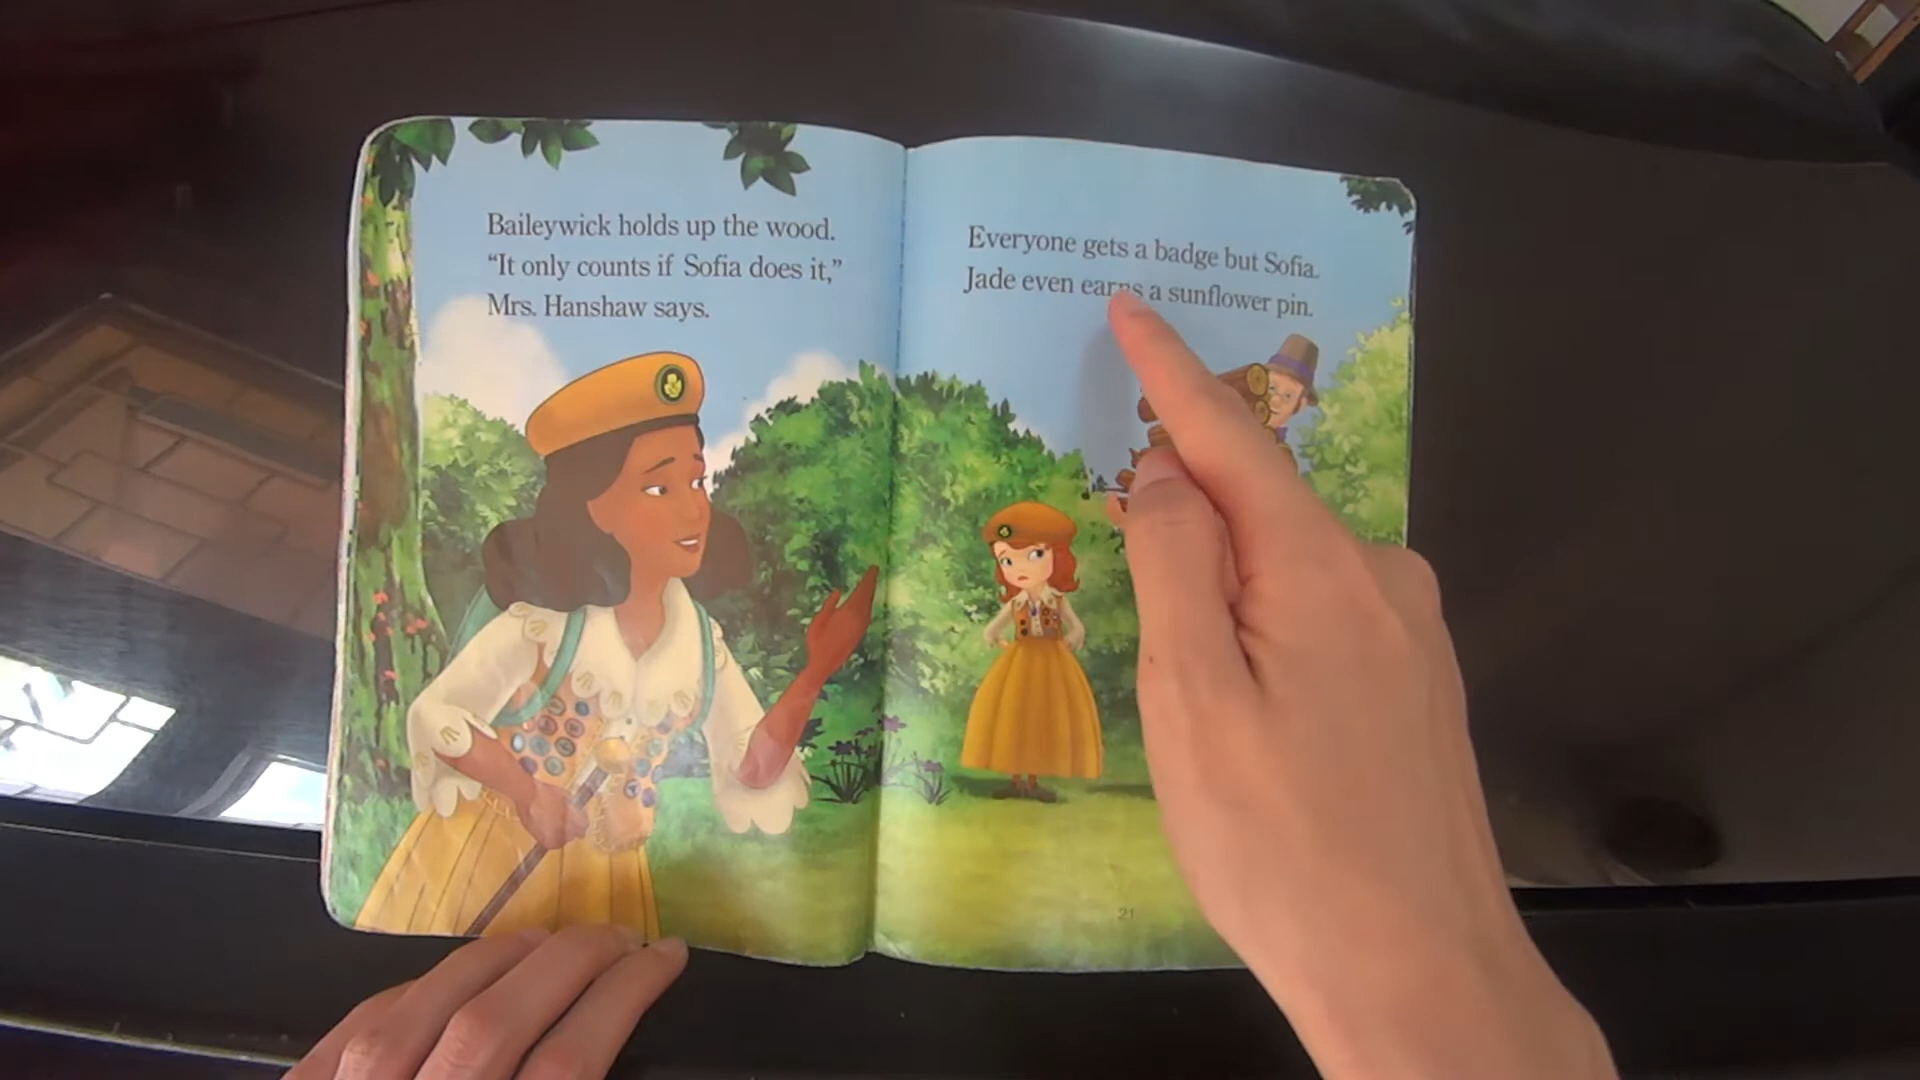 Baileywick holds up the wood.
“It only counts if Sofia does it,”
Mrs. Hanshaw says.
Everyone gets a badge but Sofia.
Jade even earns a sunflower pin.
21